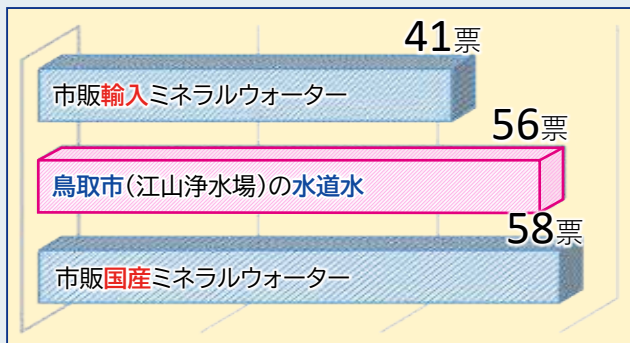 41票
市販輸入ミネラルウォーター
56票
鳥取市(江山浄水場)の水道水
58票
市販国産ミネラルウォーター